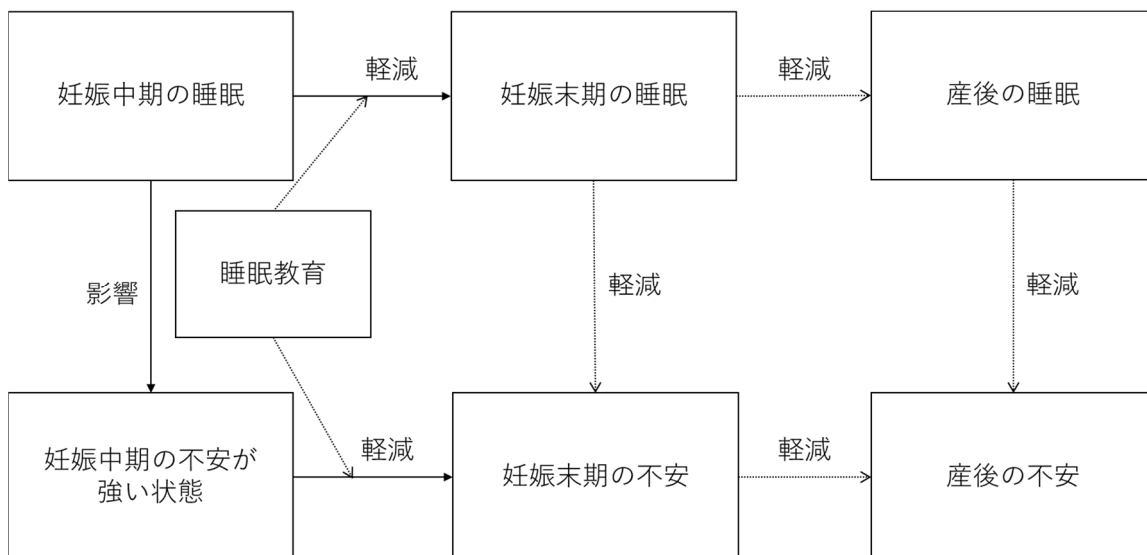 妊娠中期の睡眠
軽減
妊娠末期の睡眠
軽減
産後の睡眠
影響
睡眠教育
軽減
軽減
妊娠中期の不安が
強い状態
軽減
妊娠末期の不安
軽減
産後の不安